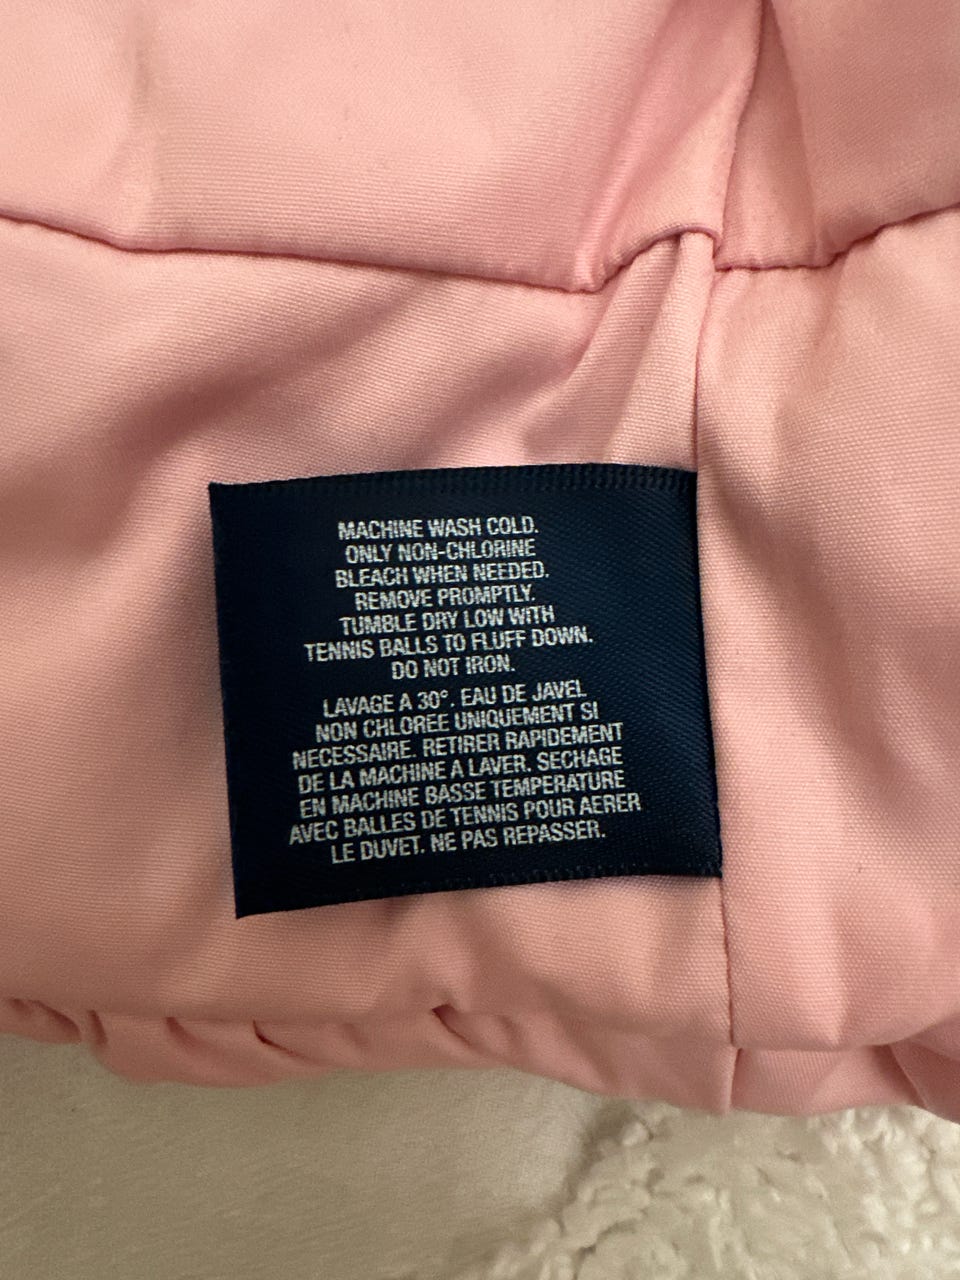 MACHINE WASH COLD.
ONLY NON-CHLORINE
BLEACH WHEN NEEDED.
REMOVE PROMPTLY.
TUMBLE DRY LOW WITH
TENNIS BALLS TO FLUFF DOWN.
DO NOT IRON.
LAVAGE A 30°. EAU DE JAVEL
NON CHLOREE UNIQUEMENT SI
NECESSAIRE. RETIRER RAPIDEMENT
DE LA MACHINE A LAVER. SECHAGE
EN MACHINE BASSE TEMPERATURE
AVEC BALLES DE TENNIS POUR AERER
LE DUVET. NE PAS REPASSER.